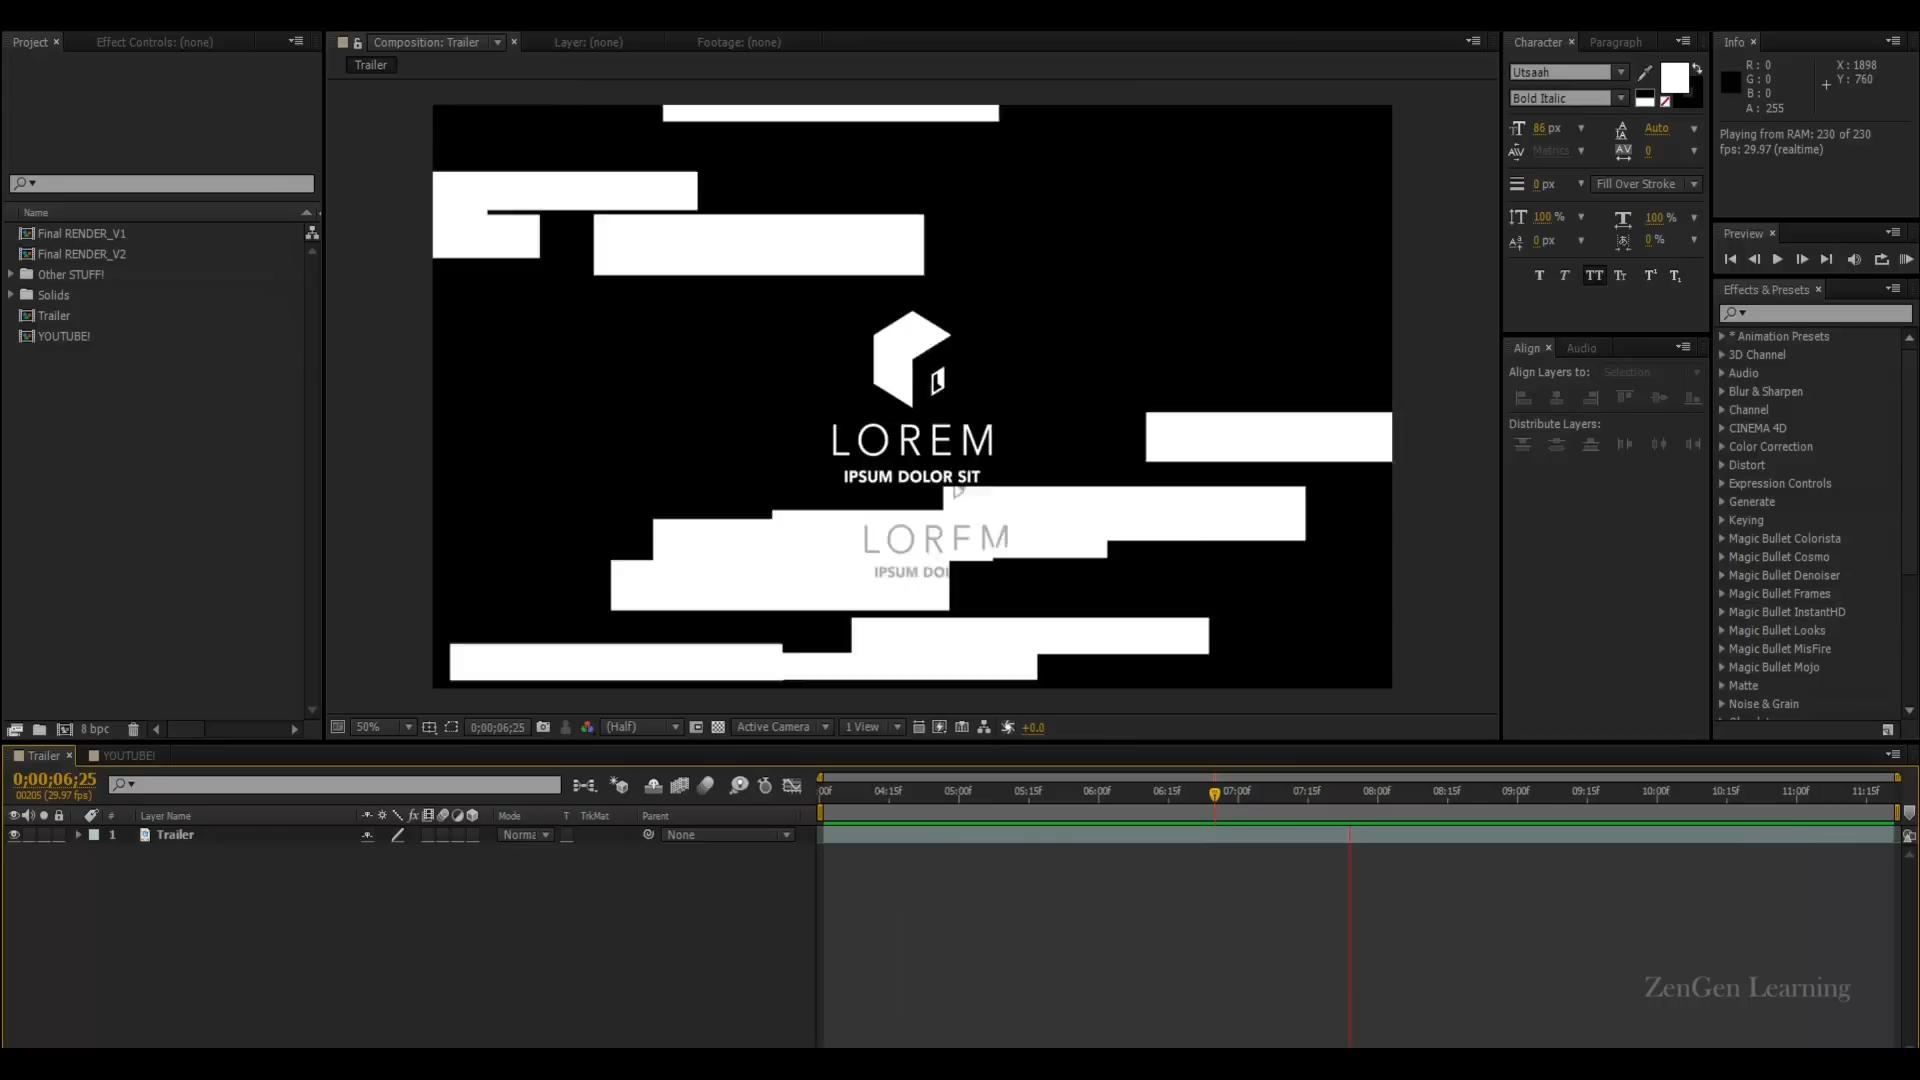 Project
Effect Controls: (none)
Composition: Trailer
Layer: (none)
Footage: (none)
Trailer
Character
Paragraph
Info
Utsaah
Bold Italic
R: 0
G: 0
B: 0
A: 255
X: 1898
Y: 760
86 px
Auto
Metrics
0
Playing from RAM: 230 of 230
fps: 29.97 (realtime)
0 px
Fill Over Stroke
100 %
100 %
0 px
0 %
Preview
Effects & Presets
Name
Final RENDER_V1
Final RENDER_V2
Other STUFF!
Solids
Trailer
YOUTUBE!
LOREM
IPSUM DOLOR SIT
LOREM
IPSUM DOL
Align
Audio
Align Layers to:
Selection
Distribute Layers:
* Animation Presets
3D Channel
Audio
Blur & Sharpen
Channel
CINEMA 4D
Color Correction
Distort
Expression Controls
Generate
Keying
Magic Bullet Colorista
Magic Bullet Cosmo
Magic Bullet Denoiser
Magic Bullet Frames
Magic Bullet InstantHD
Magic Bullet Looks
Magic Bullet MisFire
Magic Bullet Mojo
Matte
Noise & Grain
8 bpc
50%
0;00;06;25
(Half)
Active Camera
1 View
+0.0
Trailer
YOUTUBE!
0;00;06;25
00205 (29.97 fps)
:00f
04:15f
05:00f
05:15f
06:00f
06:15f
07:00f
07:15f
08:00f
08:15f
09:00f
09:15f
10:00f
10:15f
11:00f
11:15f
#
Layer Name
Mode
T
TrkMat
Parent
1
Trailer
Norma
None
ZenGen Learning